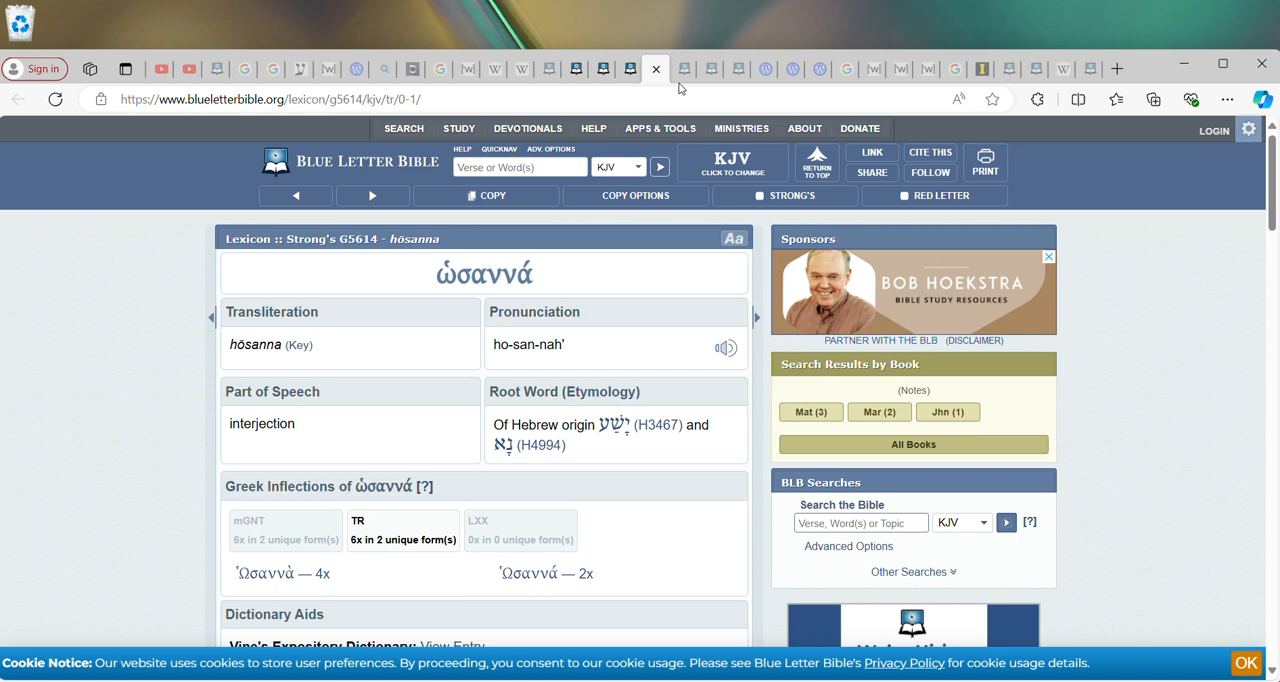 Sign in
https://www.blueletterbible.org/lexicon/g5614/kjv/tr/0-1/
SEARCH STUDY DEVOTIONALS HELP APPS & TOOLS MINISTRIES ABOUT DONATE
LOGIN
BLUE LETTER BIBLE
HELP QUICKNAV ADV. OPTIONS
Verse or Word(s)
KJV
KJV
CLICK TO CHANGE
RETURN
TO TOP
LINK
CITE THIS
SHARE
FOLLOW
PRINT
COPY
COPY OPTIONS
STRONG'S
RED LETTER
Lexicon :: Strong's G5614 - hōsanna
Aa
ὡσαννά
Transliteration
hōsanna (Key)
Pronunciation
ho-san-nah'
Part of Speech
interjection
Root Word (Etymology)
Of Hebrew origin יָשַׁע (H3467) and
נָא (H4994)
Greek Inflections of ὡσαννά [?]
mGNT
6x in 2 unique form(s)
TR
6x in 2 unique form(s)
LXX
0x in 0 unique form(s)
Ὡσαννὰ — 4x
Ὡσαννά — 2x
Dictionary Aids
Vine's Expository Dictionary: View Entry
Sponsors
BOB HOEKSTRA
BIBLE STUDY RESOURCES
PARTNER WITH THE BLB (DISCLAIMER)
Search Results by Book
(Notes)
Mat (3) Mar (2) Jhn (1)
All Books
BLB Searches
Search the Bible
Verse, Word(s) or Topic KJV [?]
Advanced Options
Other Searches
Cookie Notice: Our website uses cookies to store user preferences. By proceeding, you consent to our cookie usage. Please see Blue Letter Bible's Privacy Policy for cookie usage details.
OK